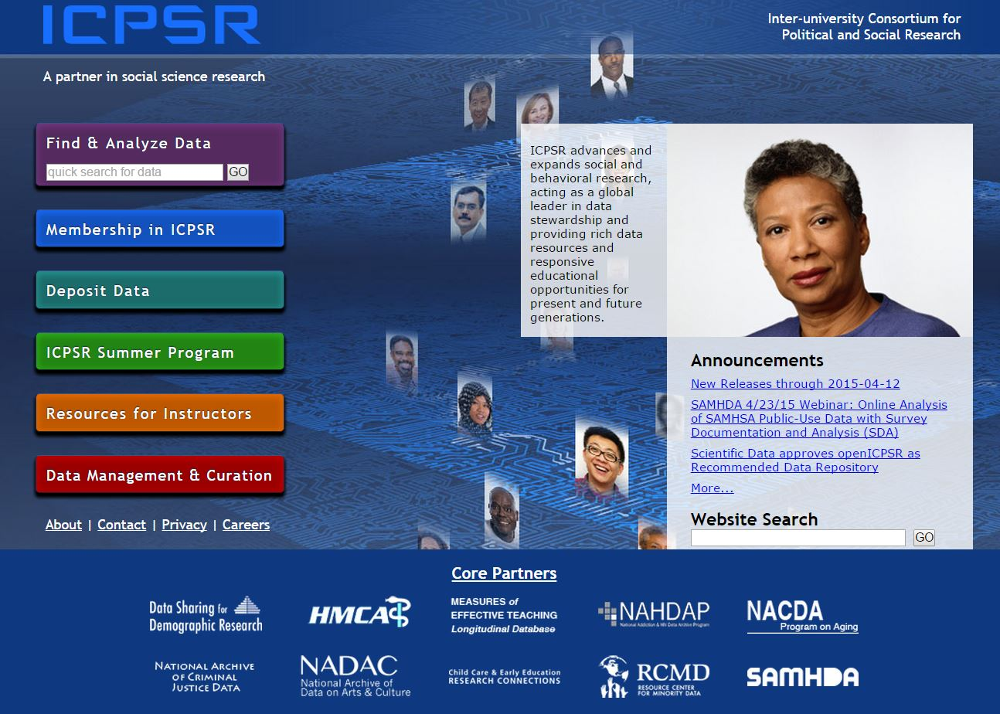 ICPSR
Inter-university Consortium for
Political and Social Research
A partner in social science research
Find & Analyze Data
quick search for data GO
Membership in ICPSR
Deposit Data
ICPSR Summer Program
Resources for Instructors
Data Management & Curation
About | Contact | Privacy | Careers
ICPSR advances and
expands social and
behavioral research,
acting as a global
leader in data
stewardship and
providing rich data
resources and
responsive
educational
opportunities for
present and future
generations.
Announcements
New Releases through 2015-04-12
SAMHDA 4/23/15 Webinar: Online Analysis
of SAMHSA Public-Use Data with Survey
Documentation and Analysis (SDA)
Scientific Data approves openICPSR as
Recommended Data Repository
More...
Website Search
GO
Core Partners
Data Sharing for
Demographic Research
HMCA
MEASURES of
EFFECTIVE TEACHING
Longitudinal Database
NAHDAP
National Addiction & HIV Data Archive Program
NACDA
Program on Aging
NATIONAL ARCHIVE
OF CRIMINAL
JUSTICE DATA
NADAC
National Archive of
Data on Arts & Culture
Child Care & Early Education
RESEARCH CONNECTIONS
RCMD
RESOURCE CENTER
FOR MINORITY DATA
SAMHDA